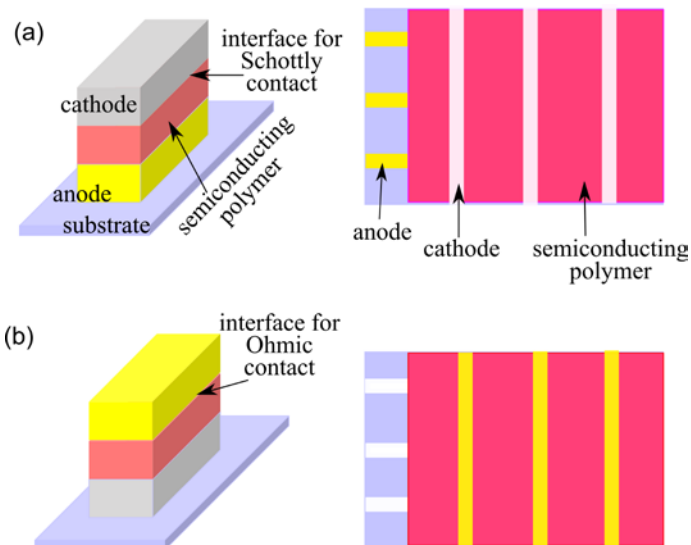 (a)
interface for
Schottly
contact
cathode
anode
substrate
semiconducting
polymer
anode
cathode
semiconducting
polymer
(b)
interface for
Ohmic
contact